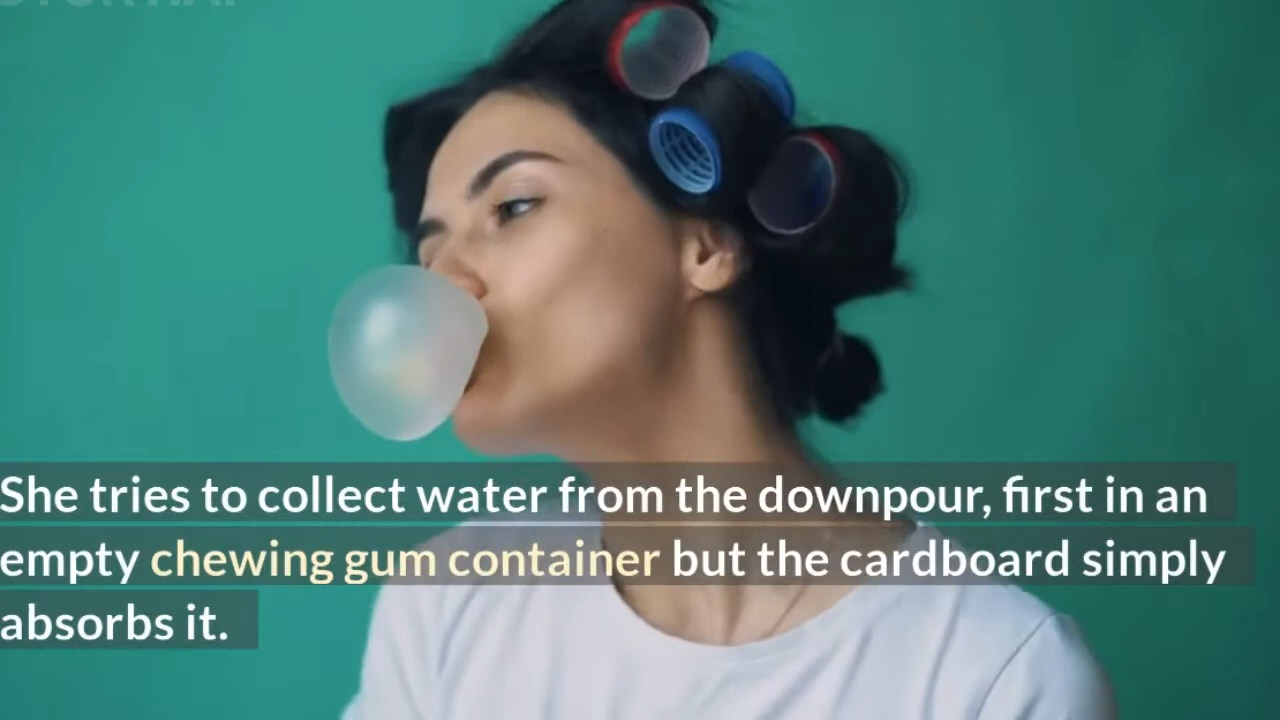 She tries to collect water from the downpour, first in an
empty chewing gum container but the cardboard simply
absorbs it.